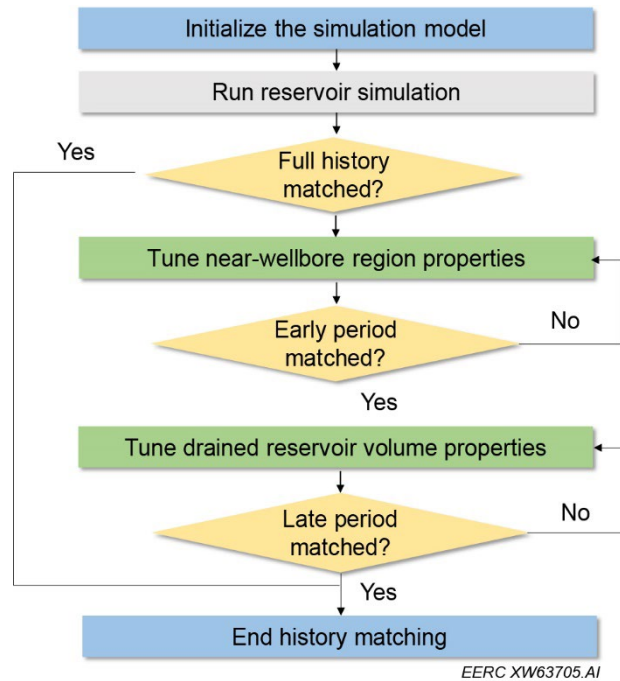 Initialize the simulation model
Run reservoir simulation
Yes
Full history
matched?
Tune near-wellbore region properties
Early period
matched?
No
Yes
Tune drained reservoir volume properties
Late period
matched?
No
Yes
End history matching
EERC XW63705.AI